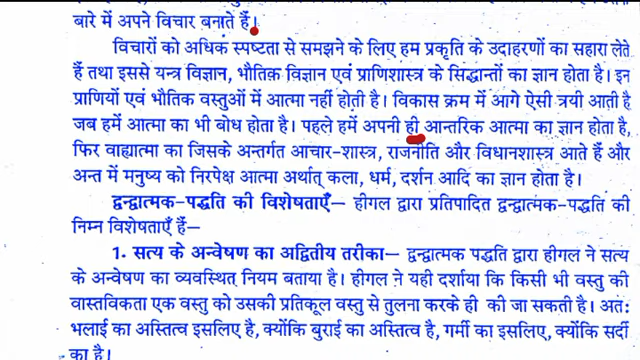 बारे में अपने विचार बनाते हैं।
विचारों को अधिक स्पष्टता से समझने के लिए हम प्रकृति के उदाहरणों का सहारा लेते
हैं तथा इससे यन्त्र विज्ञान, भौतिक विज्ञान एवं प्राणिशास्त्र के सिद्धान्तों का ज्ञान होता है। इन
प्राणियों एवं भौतिक वस्तुओं में आत्मा नहीं होती है। विकास क्रम में आगे ऐसी त्रयी आती है
जब हमें आत्मा का भी बोध होता है। पहले हमें अपनी ही आन्तरिक आत्मा का ज्ञान होता है,
फिर वाह्यात्मा का जिसके अन्तर्गत आचार-शास्त्र, राजनीति और विधानशास्त्र आते हैं और
अन्त में मनुष्य को निरपेक्ष आत्मा अर्थात् कला, धर्म, दर्शन आदि का ज्ञान होता है।
द्वन्द्वात्मक-पद्धति की विशेषताएँ— हीगल द्वारा प्रतिपादित द्वन्द्वात्मक-पद्धति की
निम्न विशेषताएँ हैं—
1. सत्य के अन्वेषण का अद्वितीय तरीका— द्वन्द्वात्मक पद्धति द्वारा हीगल ने सत्य
के अन्वेषण का व्यवस्थित् नियम बताया है। हीगल ने यही दर्शाया कि किसी भी वस्तु की
वास्तविकता एक वस्तु को उसकी प्रतिकूल वस्तु से तुलना करके ही की जा सकती है। अतः
भलाई का अस्तित्व इसलिए है, क्योंकि बुराई का अस्तित्व है, गर्मी का इसलिए, क्योंकि सर्दी
का है।